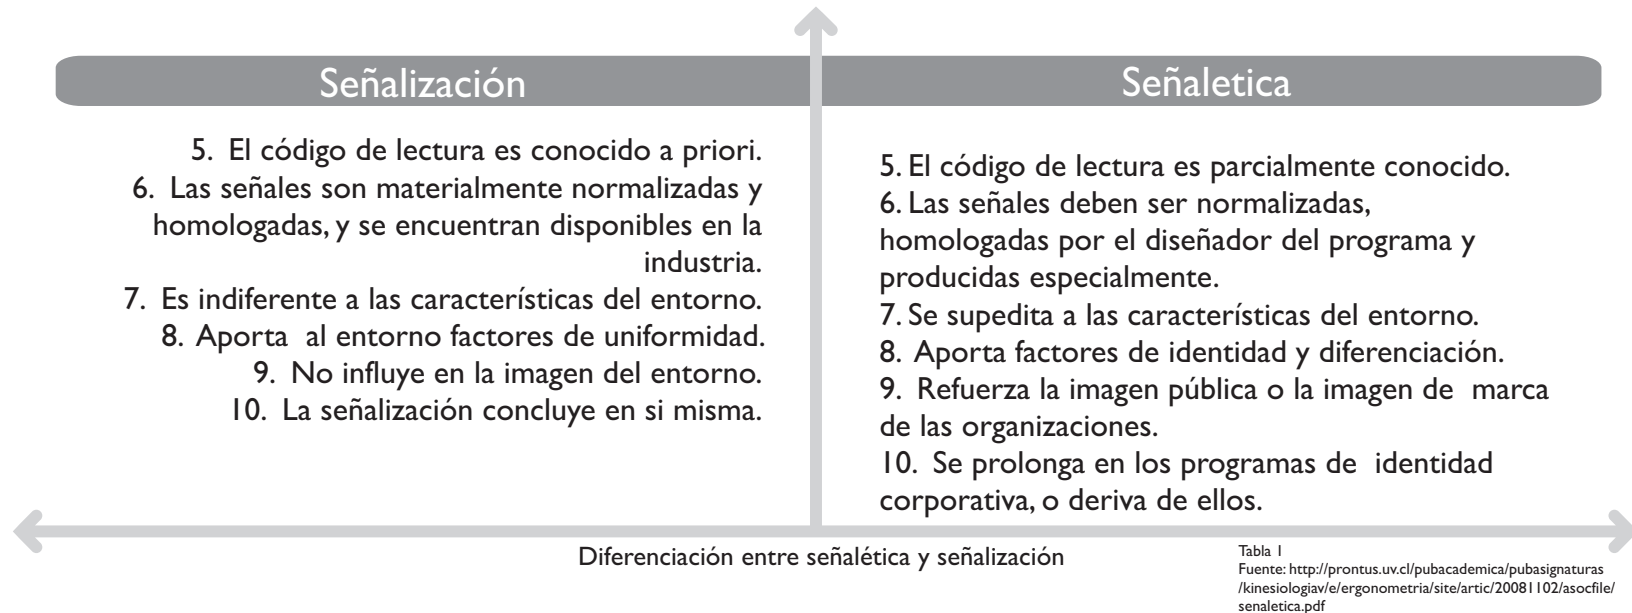 Señalización
5. El código de lectura es conocido a priori.
6. Las señales son materialmente normalizadas y
homologadas, y se encuentran disponibles en la
industria.
7. Es indiferente a las características del entorno.
8. Aporta al entorno factores de uniformidad.
9. No influye en la imagen del entorno.
10. La señalización concluye en si misma.
Señaletica
5. El código de lectura es parcialmente conocido.
6. Las señales deben ser normalizadas,
homologadas por el diseñador del programa y
producidas especialmente.
7. Se supedita a las características del entorno.
8. Aporta factores de identidad y diferenciación.
9. Refuerza la imagen pública o la imagen de marca
de las organizaciones.
10. Se prolonga en los programas de identidad
corporativa, o deriva de ellos.
Diferenciación entre señalética y señalización
Tabla 1
Fuente: http://prontus.uv.cl/pubacademica/pubasignaturas
/kinesiologiav/e/ergonometria/site/artic/20081102/asocfile/
senaletica.pdf